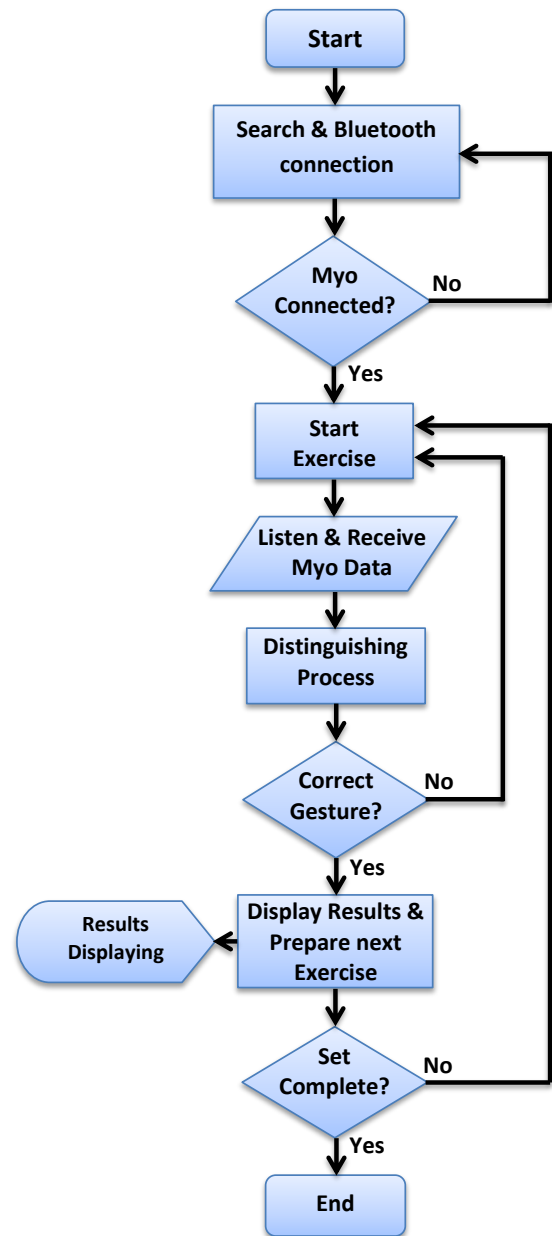 Start
Search & Bluetooth
connection
Myo
Connected?
No
Yes
Start
Exercise
Listen & Receive
Myo Data
Distinguishing
Process
Correct
Gesture?
No
Yes
Display Results &
Prepare next
Exercise
Results
Displaying
Set
Complete?
No
Yes
End